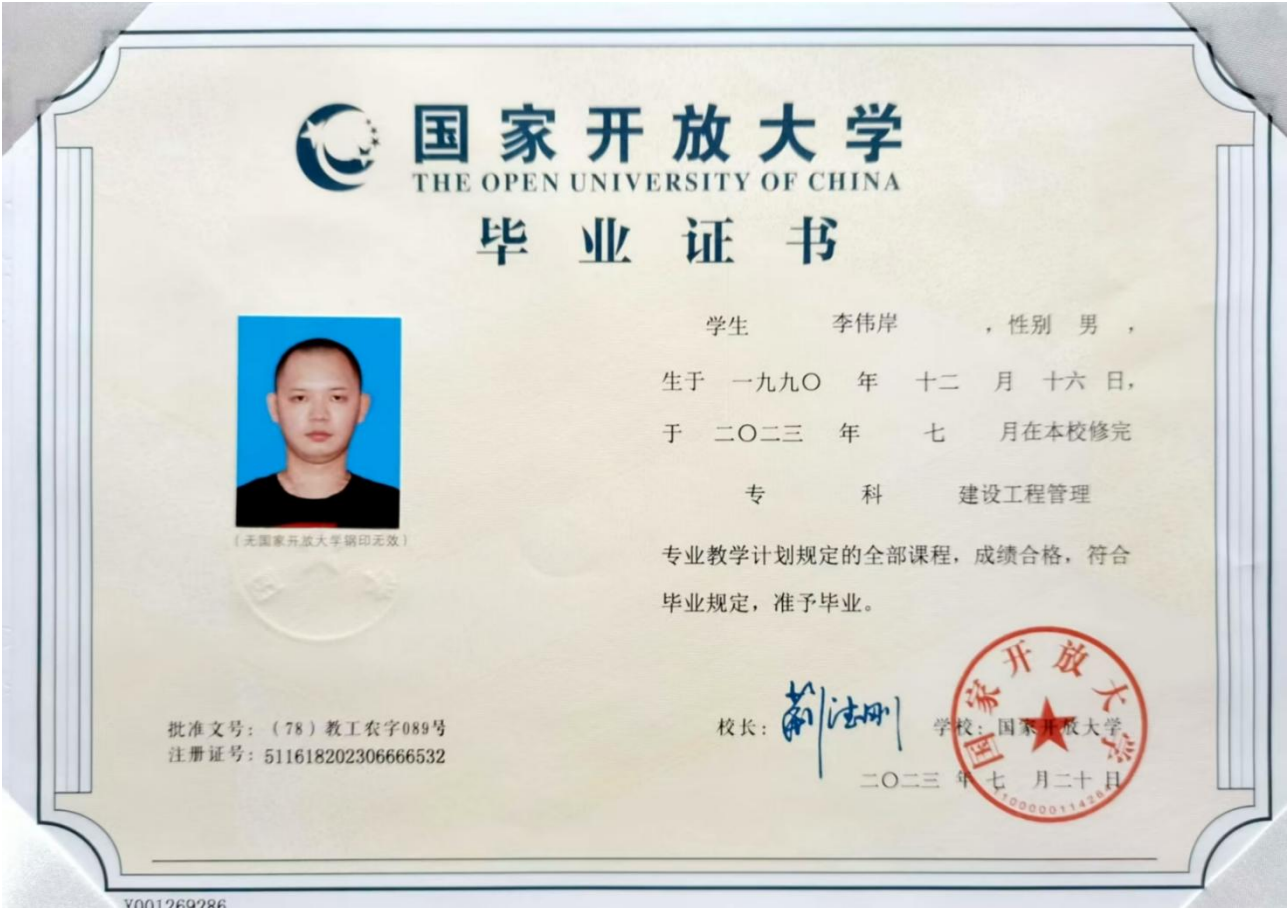 国家开放大学
THE OPEN UNIVERSITY OF CHINA
毕业证书
学生 李伟岸 ，性别 男 ，
生于 一九九〇 年 十二 月 十六 日，
于 二〇二三 年 七 月在本校修完
专 科 建设工程管理
专业教学计划规定的全部课程，成绩合格，符合
毕业规定，准予毕业。
（无国家开放大学钢印无效）
批准文号：（78）教工农字089号
注册证号：511618202306666532
校长：荆德刚 学校：国家开放大学
二〇二三 年 七 月二十 日
国家开放大学
Y001269286